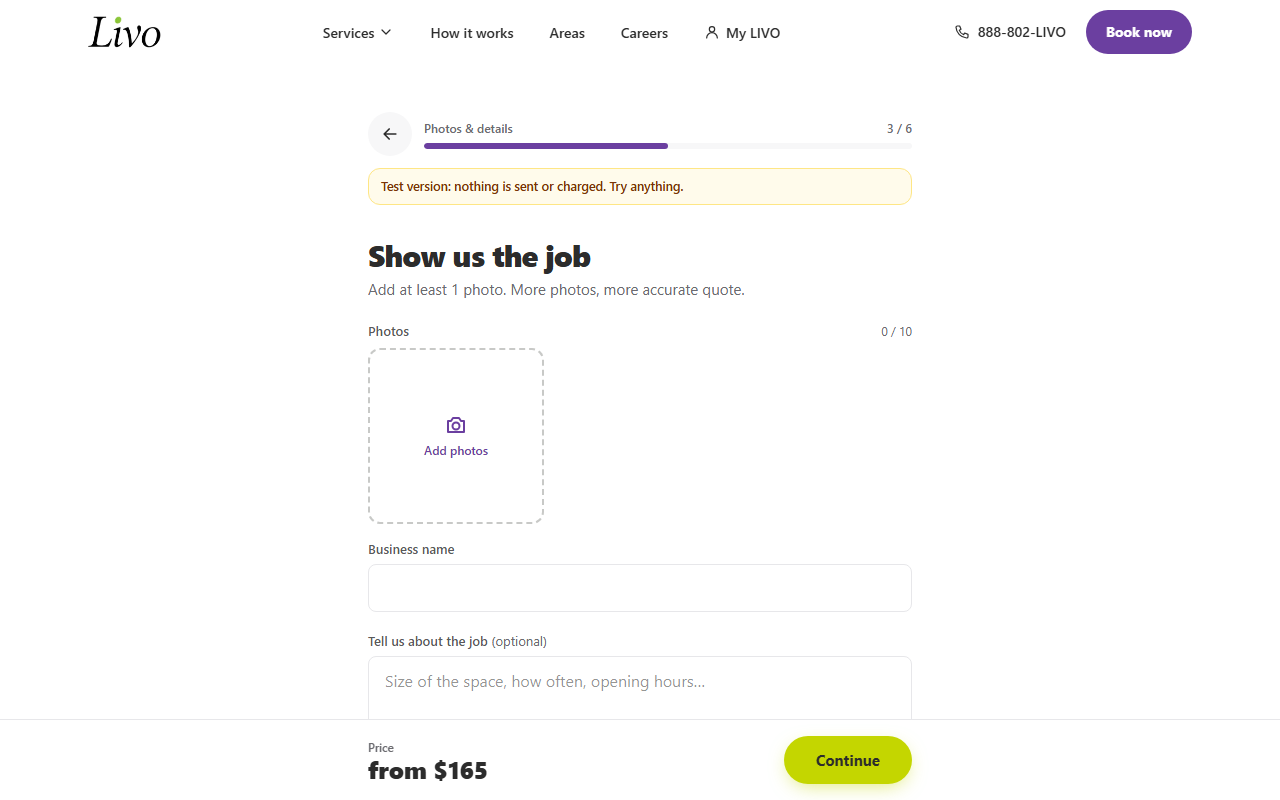 Livo
Services
How it works
Areas
Careers
My LIVO
888-802-LIVO
Book now
Photos & details
3 / 6
Test version: nothing is sent or charged. Try anything.
Show us the job
Add at least 1 photo. More photos, more accurate quote.
Photos
0 / 10
Add photos
Business name
Tell us about the job (optional)
Size of the space, how often, opening hours...
Price
from $165
Continue